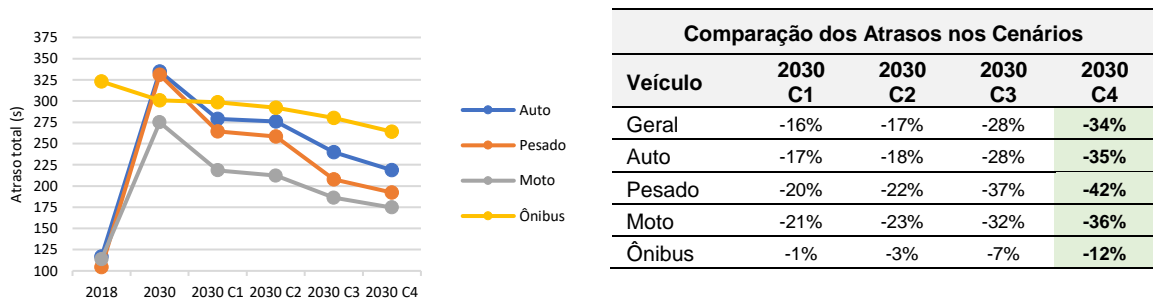 375
350
325
300
275
250
225
200
175
150
125
100
Atraso total (s)
2018 2030 2030 C1 2030 C2 2030 C3 2030 C4
Auto
Pesado
Moto
Ônibus
Comparação dos Atrasos nos Cenários
Veículo 2030 C1 2030 C2 2030 C3 2030 C4
Geral -16% -17% -28% -34%
Auto -17% -18% -28% -35%
Pesado -20% -22% -37% -42%
Moto -21% -23% -32% -36%
Ônibus -1% -3% -7% -12%